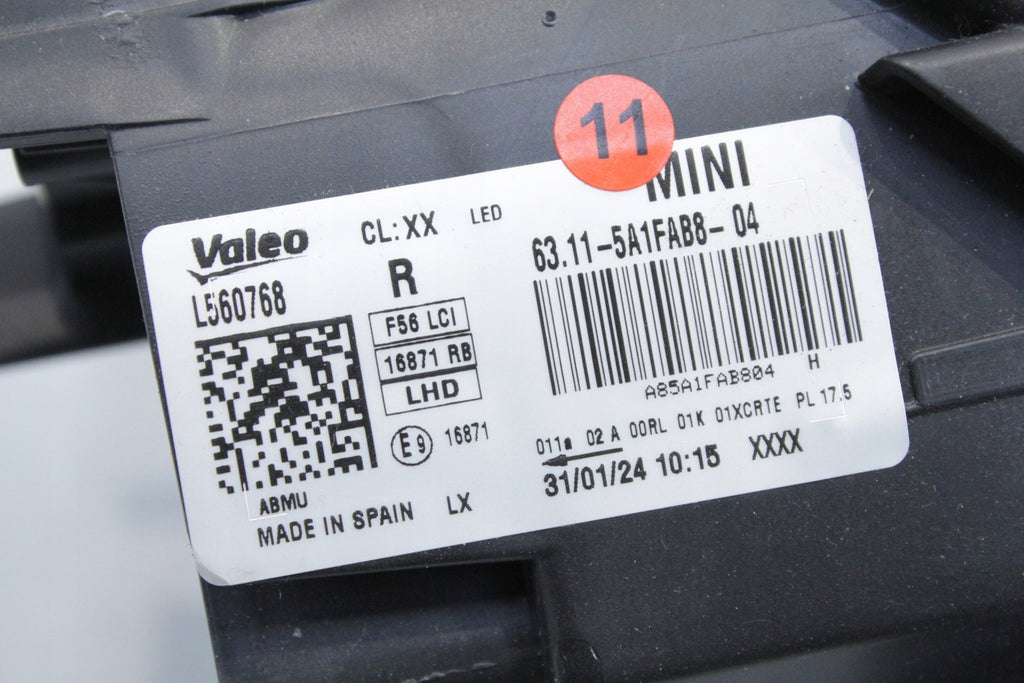 11
MINI
Valeo
CL: XX
LED
L560768
R
63.11-5A1FAB8-04
F56 LCI
16871 RB
LHD
A85A1FAB804 H
E9 16871
011a 02 A 00RL 01K 01XCRTE PL 17,5
31/01/24 10:15 XXXX
ABMU
MADE IN SPAIN LX